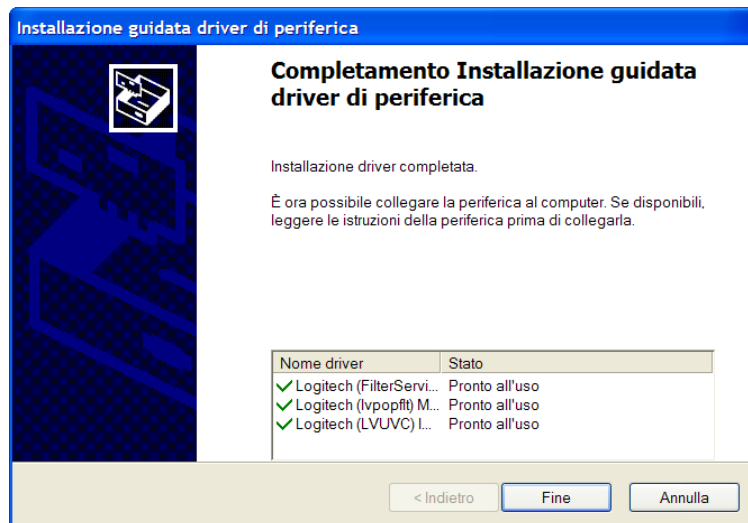 Installazione guidata driver di periferica
Completamento Installazione guidata
driver di periferica
Installazione driver completata.
È ora possibile collegare la periferica al computer. Se disponibili,
leggere le istruzioni della periferica prima di collegarla.
Nome driver Stato
Logitech (FilterServi... Pronto all'uso
Logitech (lvpopflt) M... Pronto all'uso
Logitech (LVUVC) I... Pronto all'uso
< Indietro Fine Annulla